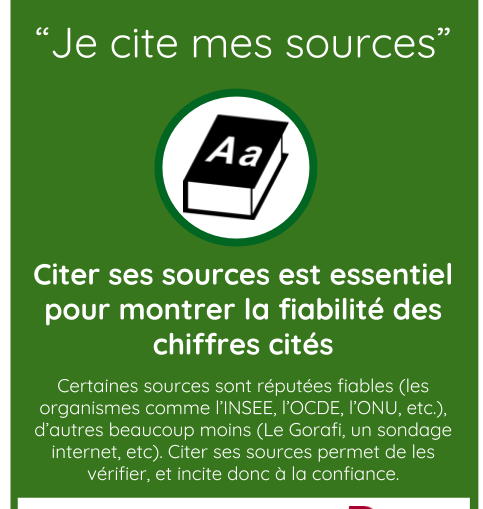 “Je cite mes sources”
Aa
Citer ses sources est essentiel
pour montrer la fiabilité des
chiffres cités
Certaines sources sont réputées fiables (les
organismes comme l’INSEE, l’OCDE, l’ONU, etc.),
d’autres beaucoup moins (Le Gorafi, un sondage
internet, etc). Citer ses sources permet de les
vérifier, et incite donc à la confiance.